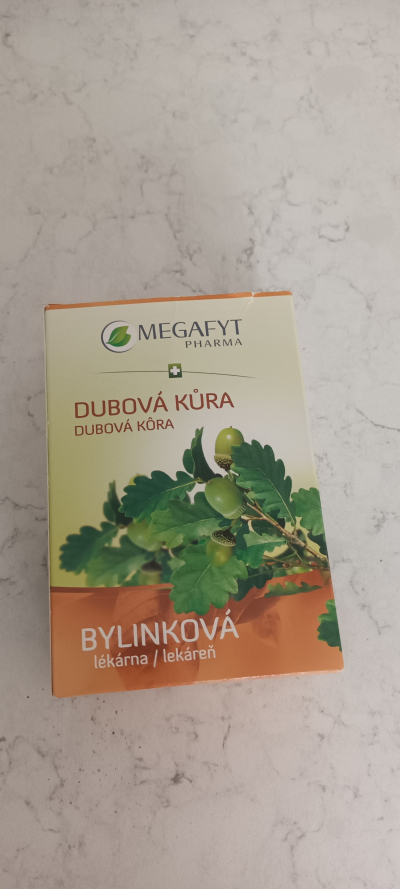 MEGAFYT
PHARMA
DUBOVÁ KŮRA
DUBOVÁ KÔRA
BYLINKOVÁ
lékárna / lekáreň